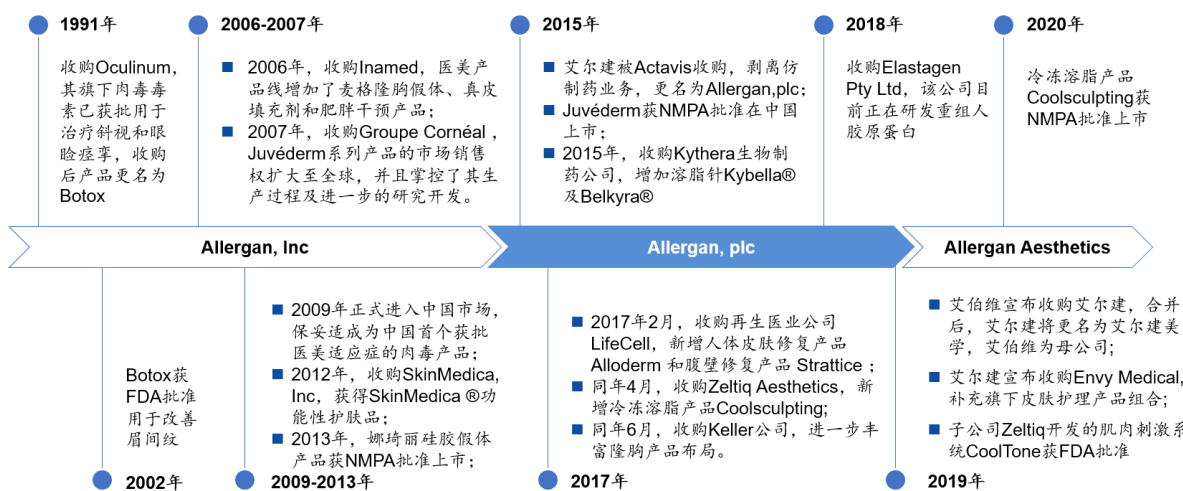 1991年
收购Oculinum，
其旗下肉毒毒
素已获批用于
治疗斜视和眼
睑痉挛，收购
后产品更名为
Botox
2006-2007年
2006年，收购Inamed，医美产
品线增加了麦格隆胸假体、真皮
填充剂和肥胖干预产品；
2007年，收购Groupe Cornéal，
Juvéderm系列产品的市场销售
权扩大至全球，并且掌控了其生
产过程及进一步的研究开发。
2015年
艾尔建被Actavis收购，剥离仿
制药业务，更名为Allergan,plc；
Juvéderm获NMPA批准在中国
上市；
2015年，收购Kythera生物制
药公司，增加溶脂针Kybella®
及Belkyra®
2018年
收购Elastagen
Pty Ltd，该公司目
前正在研发重组人
胶原蛋白
2020年
冷冻溶脂产品
Coolsculpting获
NMPA批准上市
Allergan, Inc
Allergan, plc
Allergan Aesthetics
Botox获
FDA批准
用于改善
眉间纹
2002年
2009年正式进入中国市场，
保妥适成为中国首个获批
医美适应症的肉毒产品；
2012年，收购SkinMedica,
Inc，获得SkinMedica ®功
能性护肤品；
2013年，娜琦丽硅胶假体
产品获NMPA批准上市；
2009-2013年
2017年2月，收购再生医业公司
LifeCell，新增人体皮肤修复产品
Alloderm 和腹壁修复产品 Strattice；
同年4月，收购Zeltiq Aesthetics，新
增冷冻溶脂产品Coolsculpting;
同年6月，收购Keller公司，进一步丰
富隆胸产品布局。
2017年
艾伯维宣布收购艾尔建，合并
后，艾尔建将更名为艾尔建美
学，艾伯维为母公司；
艾尔建宣布收购Envy Medical,
补充旗下皮肤护理产品组合；
子公司Zeltiq开发的肌肉刺激系
统CoolTone获FDA批准
2019年